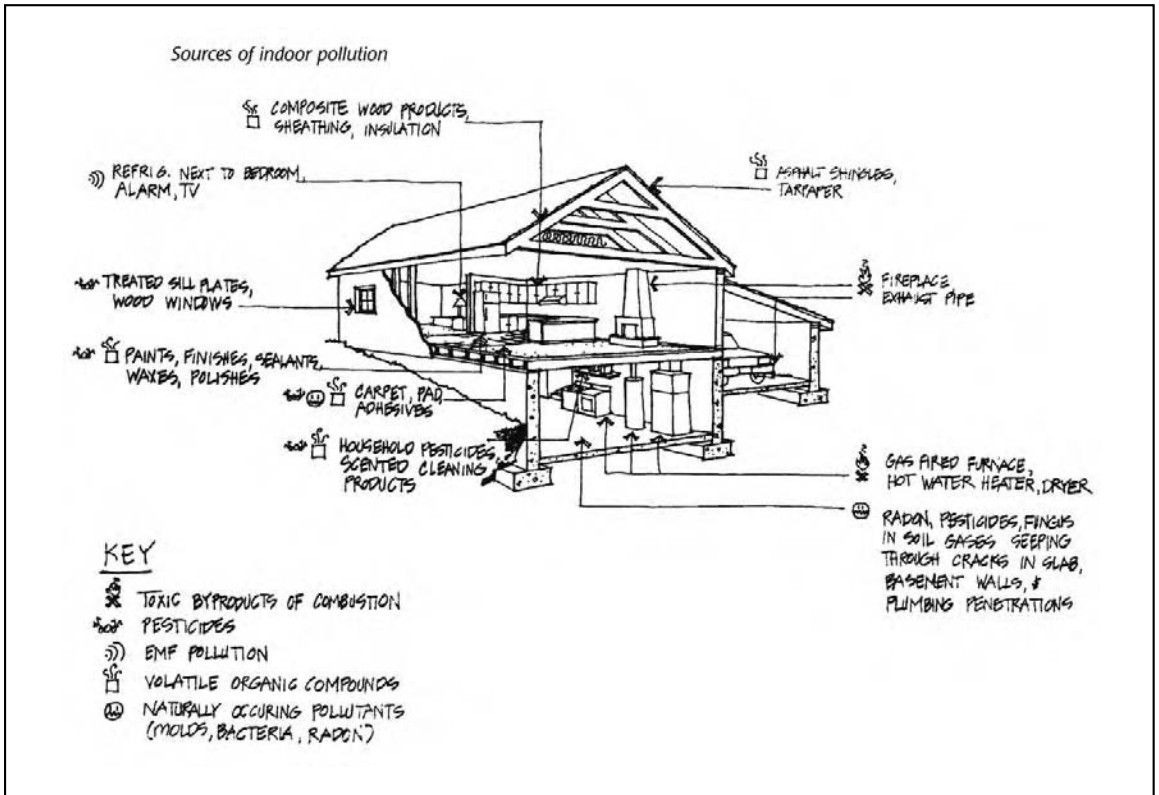 Sources of indoor pollution
COMPOSITE WOOD PRODUCTS,
SHEATHING, INSULATION
REFRIG. NEXT TO BEDROOM,
ALARM, TV
ASPHALT SHINGLES,
TARPAPER
TREATED SILL PLATES,
WOOD WINDOWS
FIREPLACE
EXHAUST PIPE
PAINTS, FINISHES, SEALANTS,
WAXES, POLISHES
CARPET, PAD,
ADHESIVES
HOUSEHOLD PESTICIDES,
SCENTED CLEANING
PRODUCTS
GAS FIRED FURNACE,
HOT WATER HEATER, DRYER
RADON, PESTICIDES, FUNGUS
IN SOIL GASES SEEPING
THROUGH CRACKS IN SLAB,
BASEMENT WALLS, &
PLUMBING PENETRATIONS
KEY
TOXIC BYPRODUCTS OF COMBUSTION
PESTICIDES
EMF POLLUTION
VOLATILE ORGANIC COMPOUNDS
NATURALLY OCCURING POLLUTANTS
(MOLDS, BACTERIA, RADON)